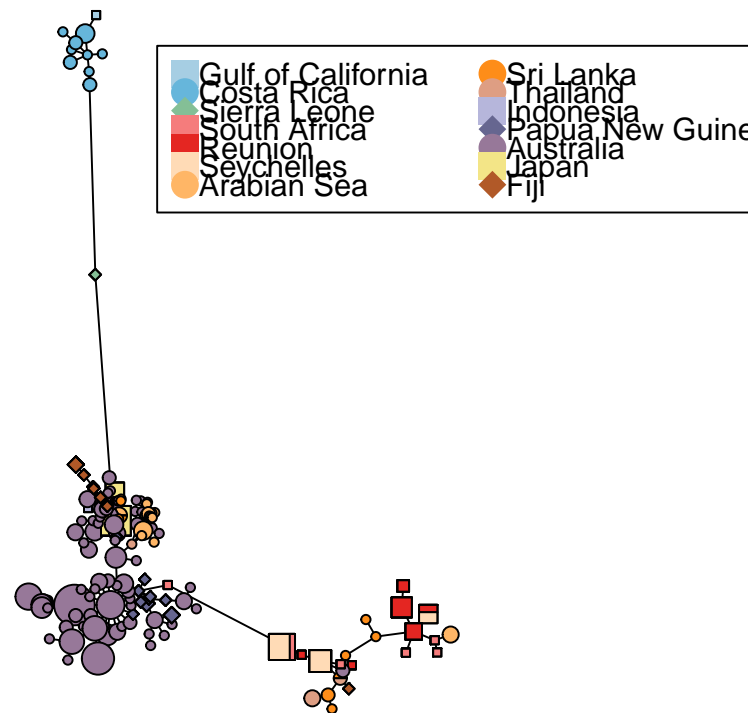 Gulf of California
Costa Rica
Sierra Leone
South Africa
Reunion
Seychelles
Arabian Sea
Sri Lanka
Thailand
Indonesia
Papua New Guine
Australia
Japan
Fiji